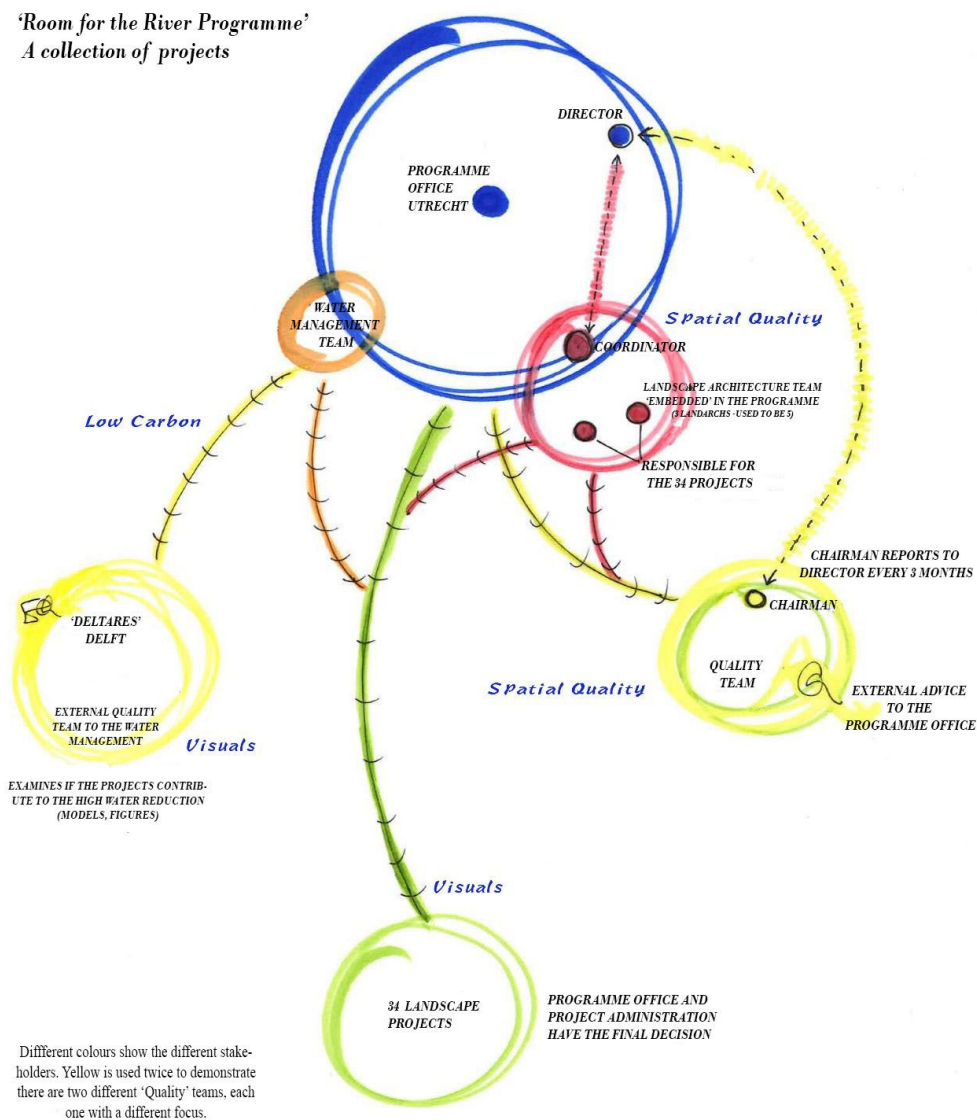 ‘Room for the River Programme’
A collection of projects
DIRECTOR
PROGRAMME
OFFICE
UTRECHT
WATER
MANAGEMENT
TEAM
Spatial Quality
COORDINATOR
LANDSCAPE ARCHITECTURE TEAM
‘EMBEDDED’ IN THE PROGRAMME
(3 LANDARCHS - USED TO BE 5)
Low Carbon
RESPONSIBLE FOR
THE 34 PROJECTS
CHAIRMAN REPORTS TO
DIRECTOR EVERY 3 MONTHS
CHAIRMAN
‘DELTARES’
DELFT
QUALITY
TEAM
Spatial Quality
EXTERNAL ADVICE
TO THE
PROGRAMME OFFICE
EXTERNAL QUALITY
TEAM TO THE WATER
MANAGEMENT
Visuals
EXAMINES IF THE PROJECTS CONTRIB-
UTE TO THE HIGH WATER REDUCTION
(MODELS, FIGURES)
Visuals
34 LANDSCAPE
PROJECTS
PROGRAMME OFFICE AND
PROJECT ADMINISTRATION
HAVE THE FINAL DECISION
Diffferent colours show the different stake-
holders. Yellow is used twice to demonstrate
there are two different ‘Quality’ teams, each
one with a different focus.